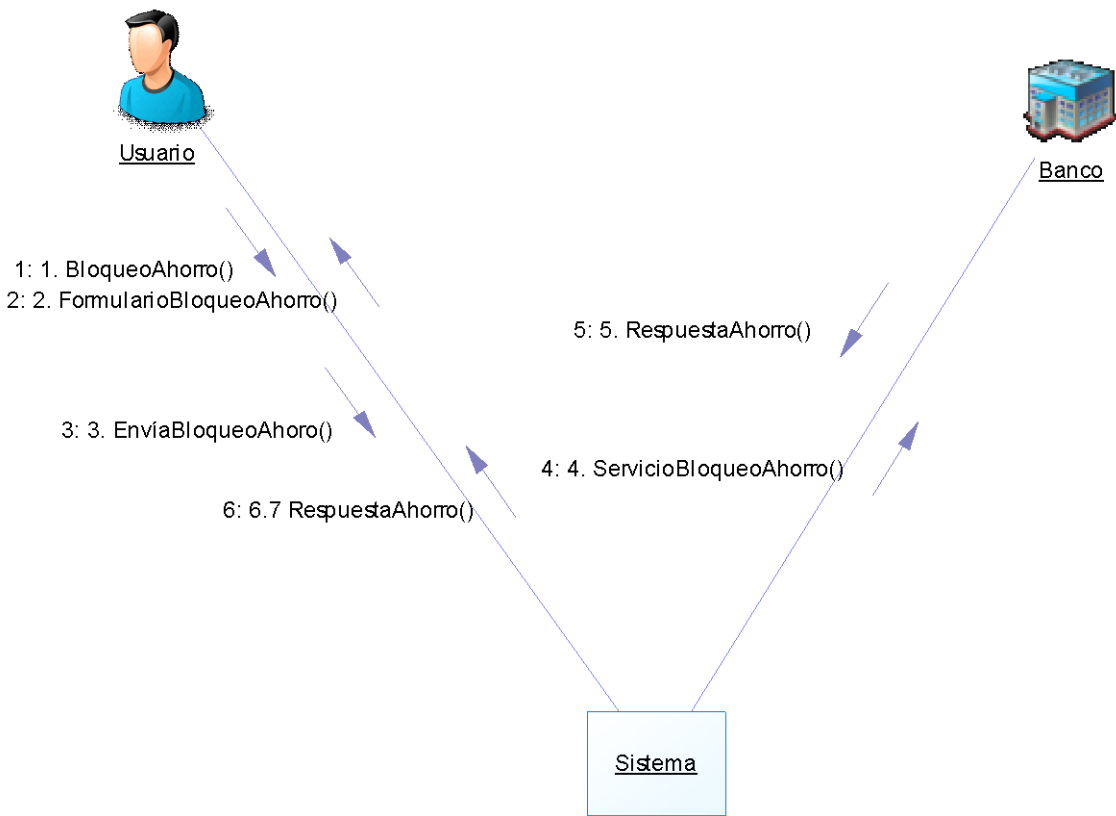 Usuario
Banco
1: 1. BloqueoAhorro()
2: 2. FormularioBloqueoAhorro()
5: 5. RespuestaAhorro()
3: 3. EnvíaBloqueoAhoro()
4: 4. ServicioBloqueoAhorro()
6: 6.7 RespuestaAhorro()
Sistema